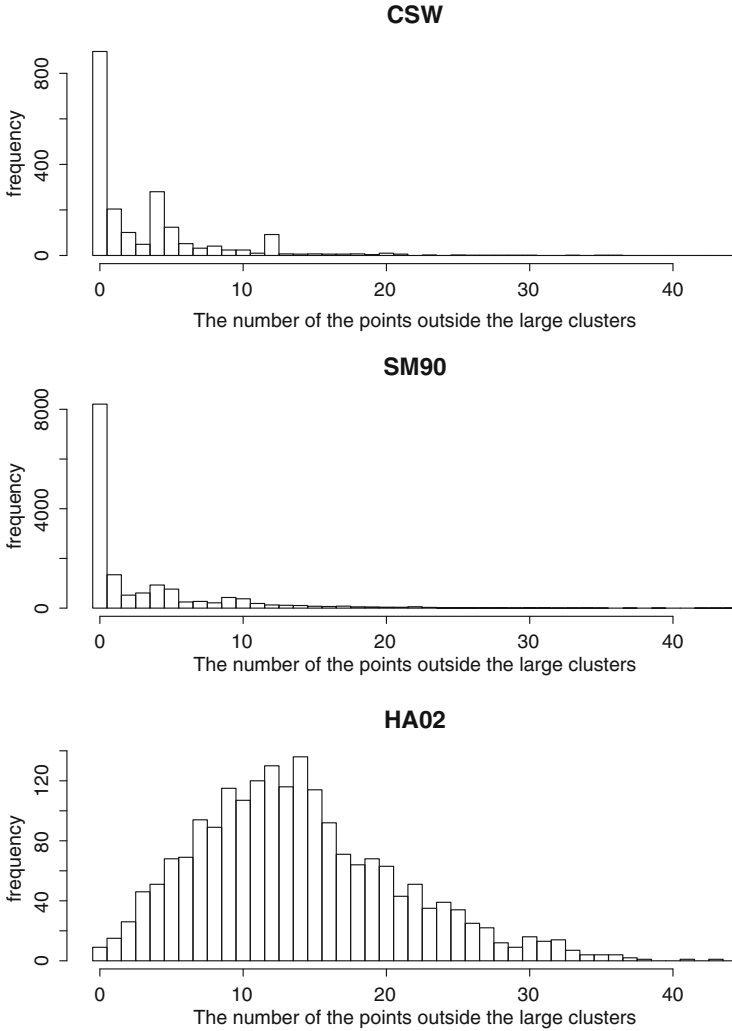 CSW
frequency
800
400
0
0 10 20 30 40
The number of the points outside the large clusters
SM90
frequency
8000
4000
0
0 10 20 30 40
The number of the points outside the large clusters
HA02
frequency
120
80
40
0
0 10 20 30 40
The number of the points outside the large clusters